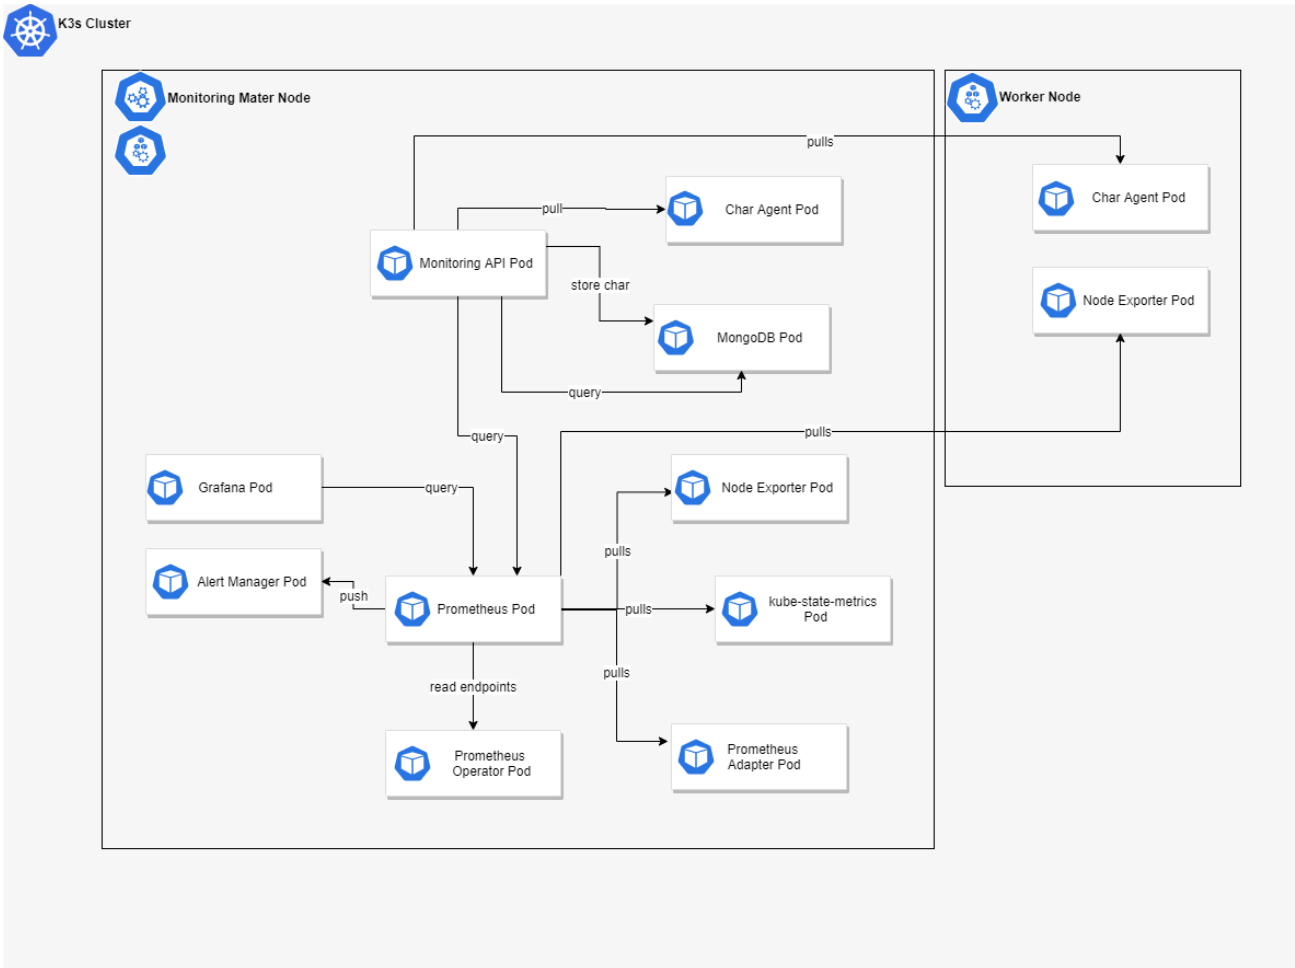 K3s Cluster
Monitoring Mater Node
Worker Node
pulls
Char Agent Pod
pull
Char Agent Pod
Monitoring API Pod
store char
Node Exporter Pod
MongoDB Pod
query
query
pulls
Grafana Pod
query
Node Exporter Pod
pulls
Alert Manager Pod
push
Prometheus Pod
pulls
kube-state-metrics
Pod
pulls
read endpoints
Prometheus
Operator Pod
Prometheus
Adapter Pod